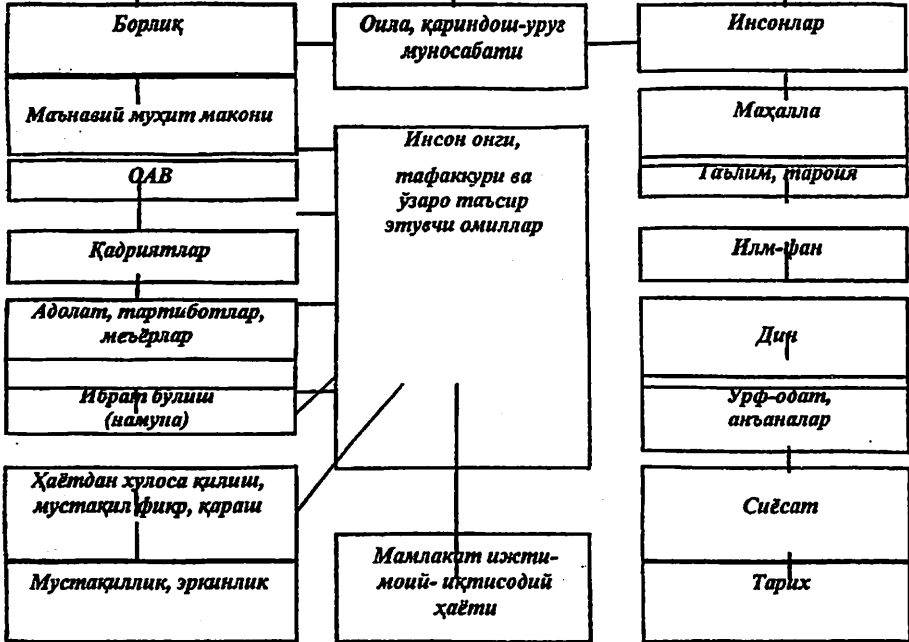 Борлиқ
Маънавий муҳит макони
ОАВ
Қадриятлар
Адолат, тартиботлар,
меъёрлар
Ибрат бўлиш
(намуна)
Ҳаётдан хулоса қилиш,
мустақил фикр, қараш
Мустақиллик, эркинлик
Оила, қариндош-уруғ
муносабати
Инсон онги,
тафаккури ва
ўзаро таъсир
этувчи омиллар
Мамлакат ижти-
моий- иқтисодий
ҳаёти
Инсонлар
Маҳалла
Таълим, тарбия
Илм-фан
Дин
Урф-одат,
анъаналар
Сиёсат
Тарих